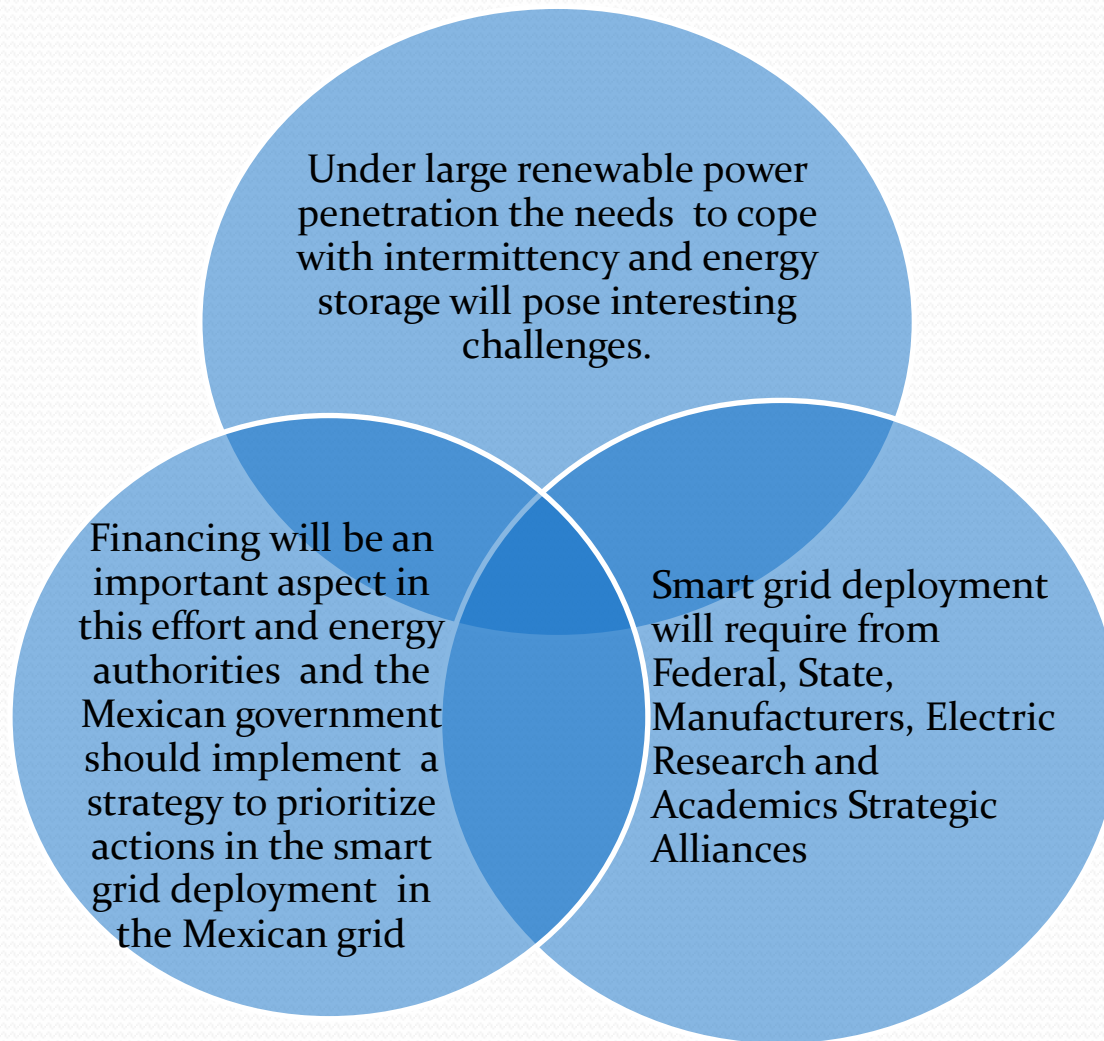 Under large renewable power
penetration the needs  to cope
with intermittency and energy
storage will pose interesting
challenges.
Financing will be an
important aspect in
this effort and energy
authorities  and the
Mexican government
should implement  a
strategy to prioritize
actions in the smart
grid deployment  in
the Mexican grid
Smart grid deployment
will require from
Federal, State,
Manufacturers, Electric
Research and
Academics Strategic
Alliances